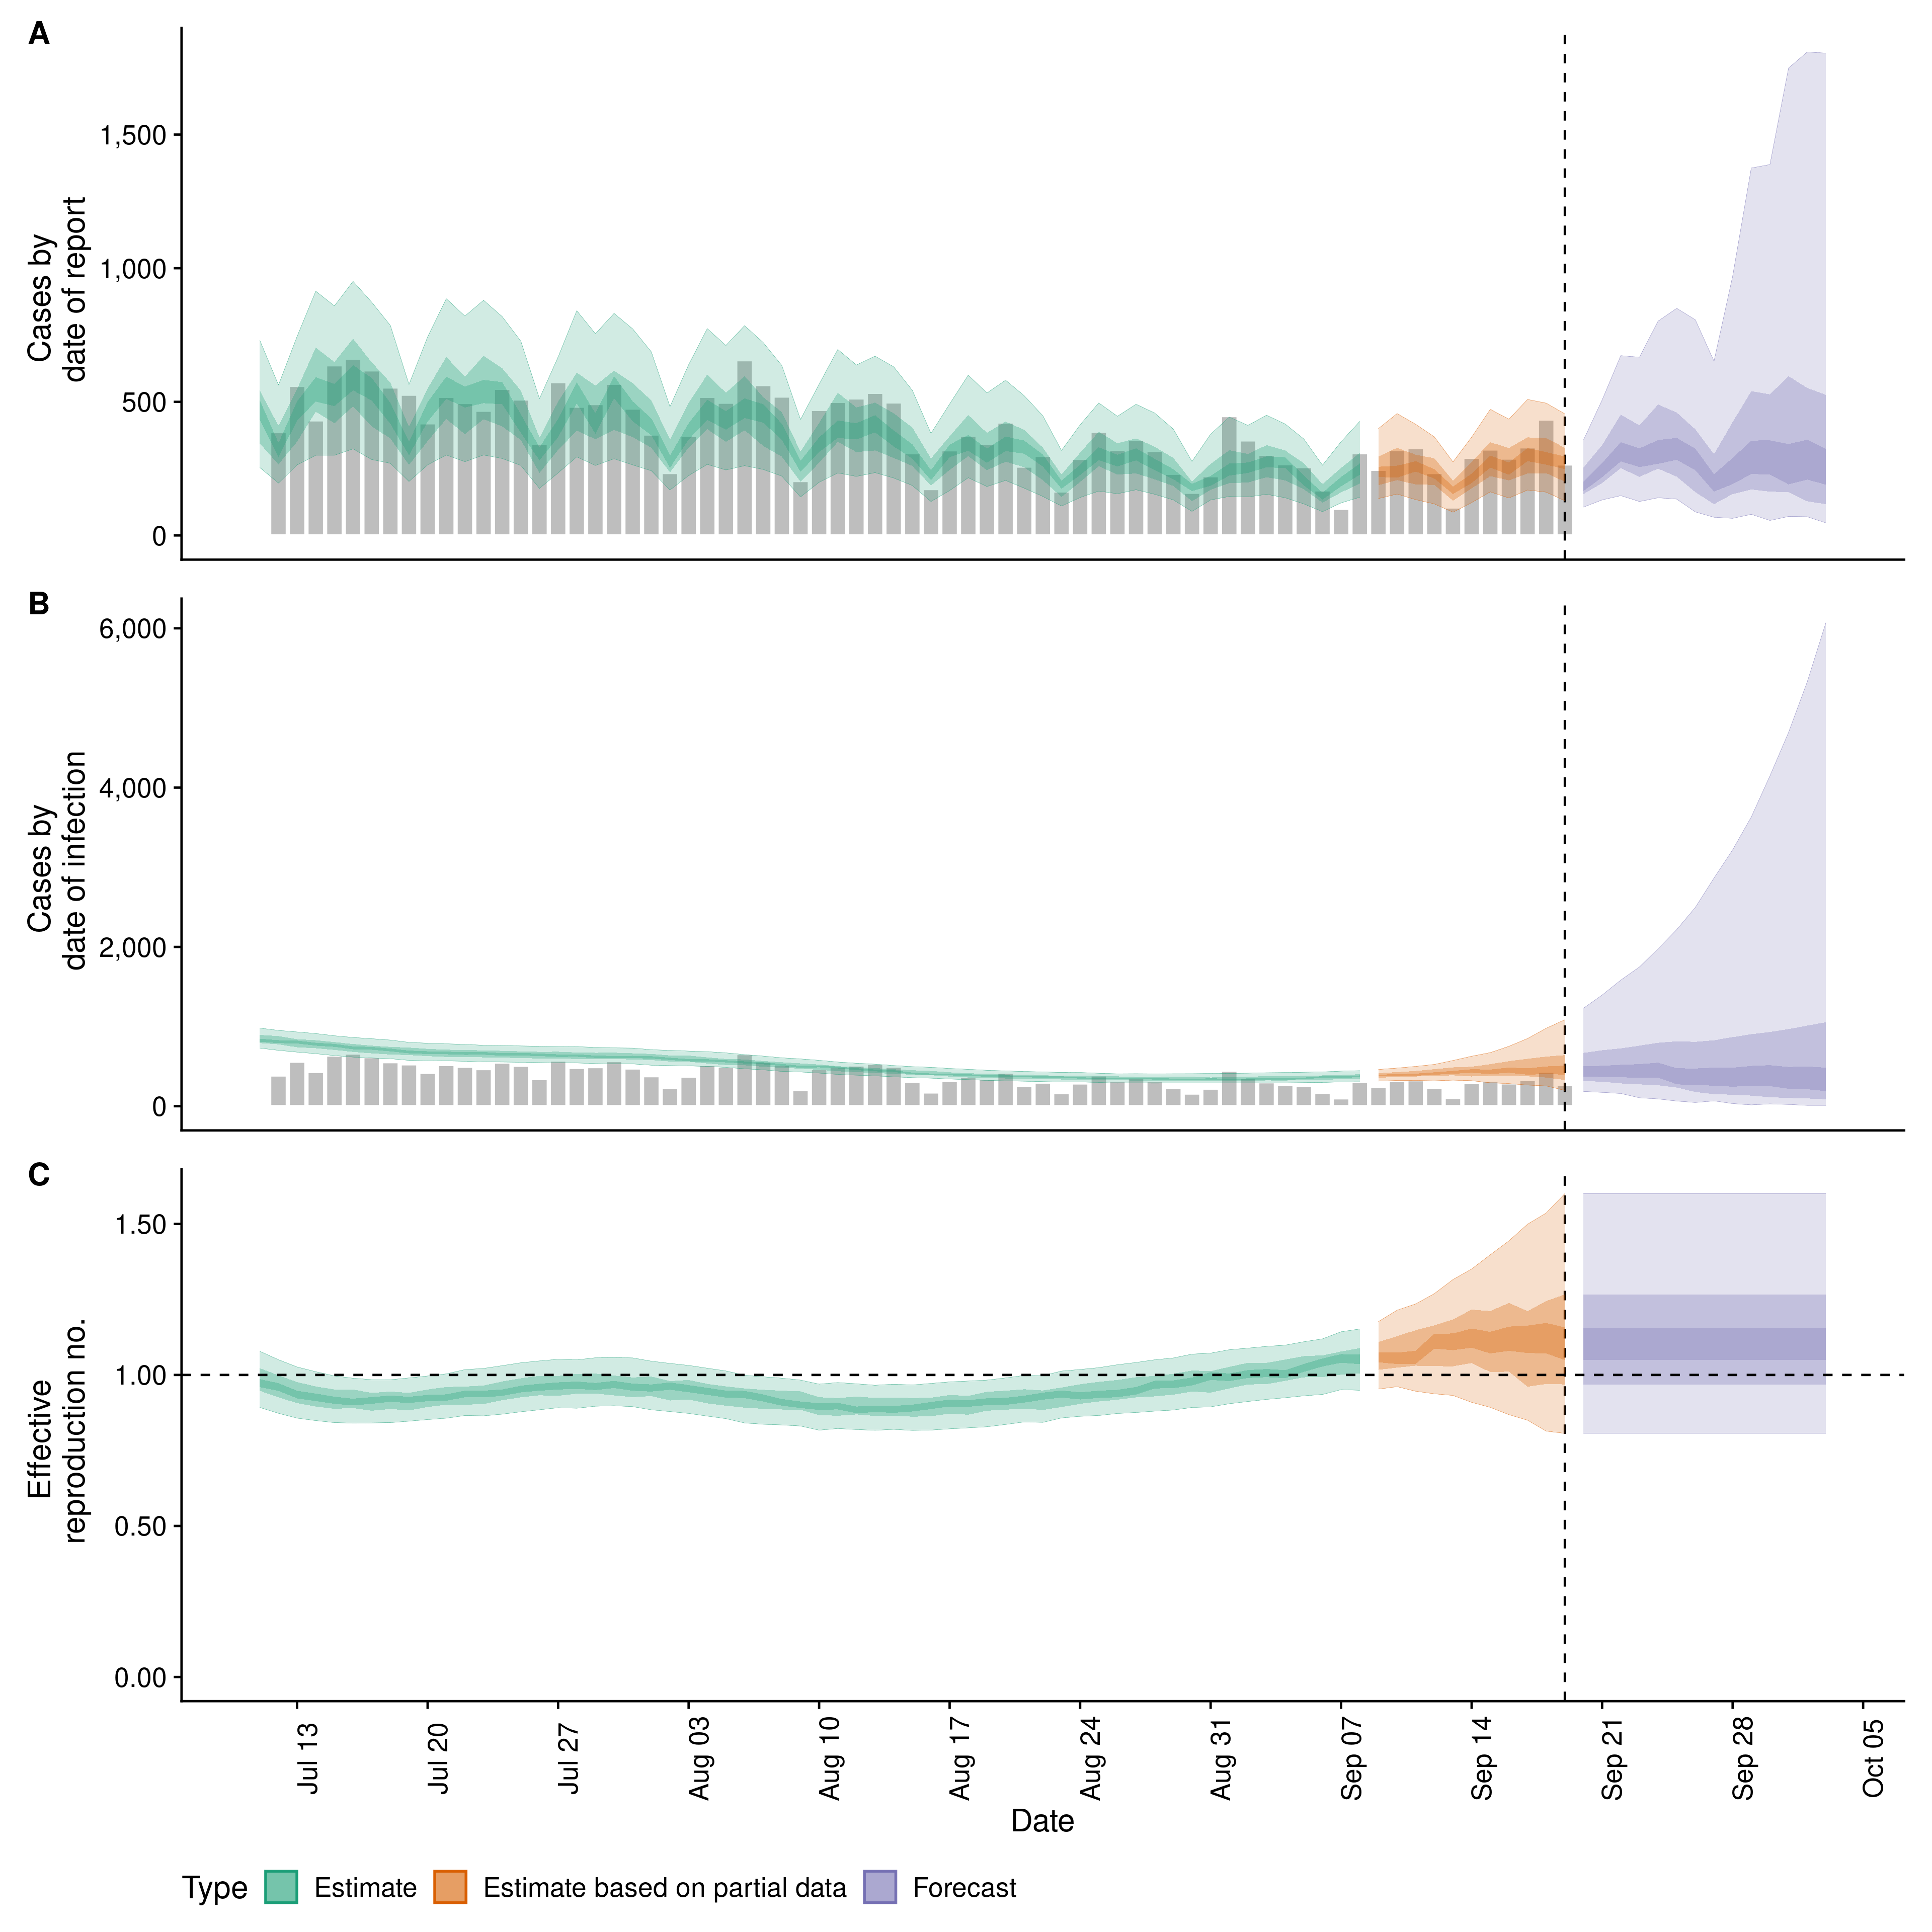 A
Cases by
date of report
1,500
1,000
500
0
B
Cases by
date of infection
6,000
4,000
2,000
0
C
Effective
reproduction no.
1.50
1.00
0.50
0.00
Jul 13
Jul 20
Jul 27
Aug 03
Aug 10
Aug 17
Aug 24
Aug 31
Sep 07
Sep 14
Sep 21
Sep 28
Oct 05
Date
Type
Estimate
Estimate based on partial data
Forecast